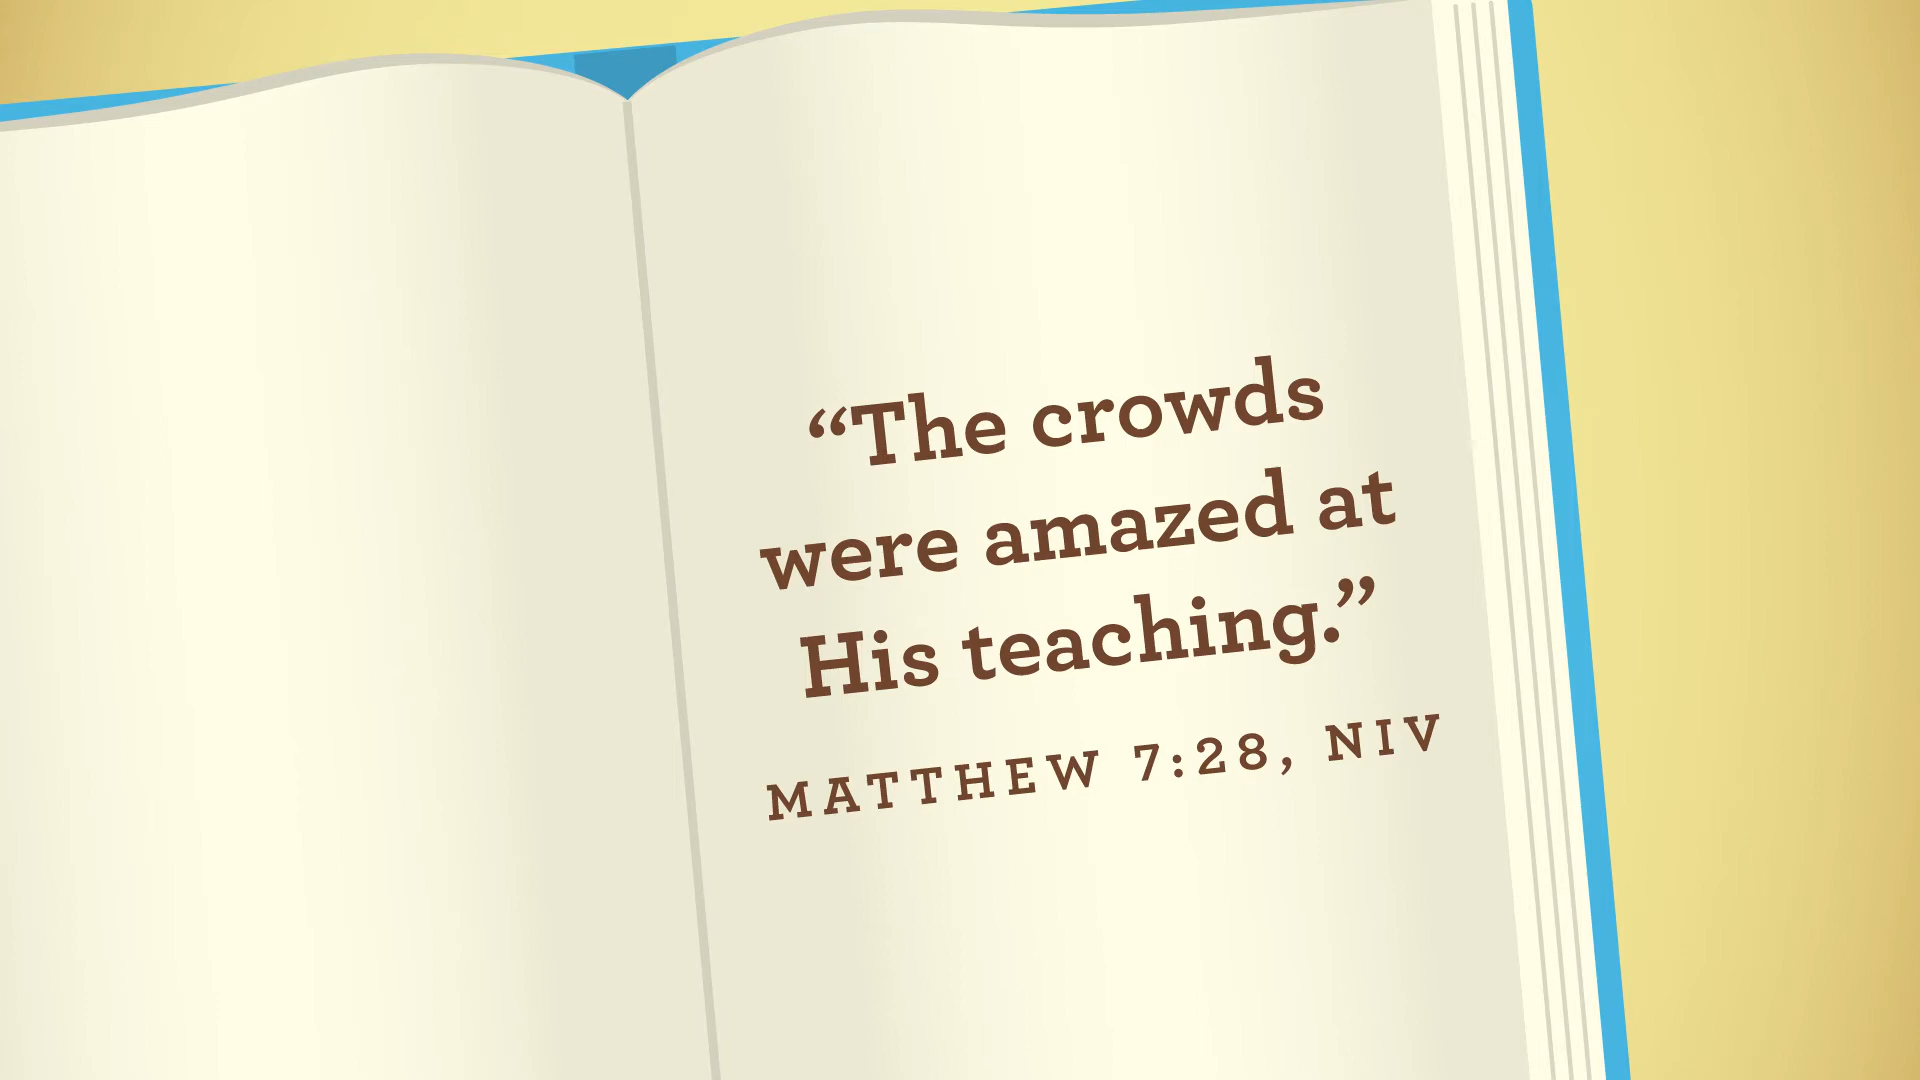 “The crowds
were amazed at
His teaching.”
MATTHEW 7:28, NIV